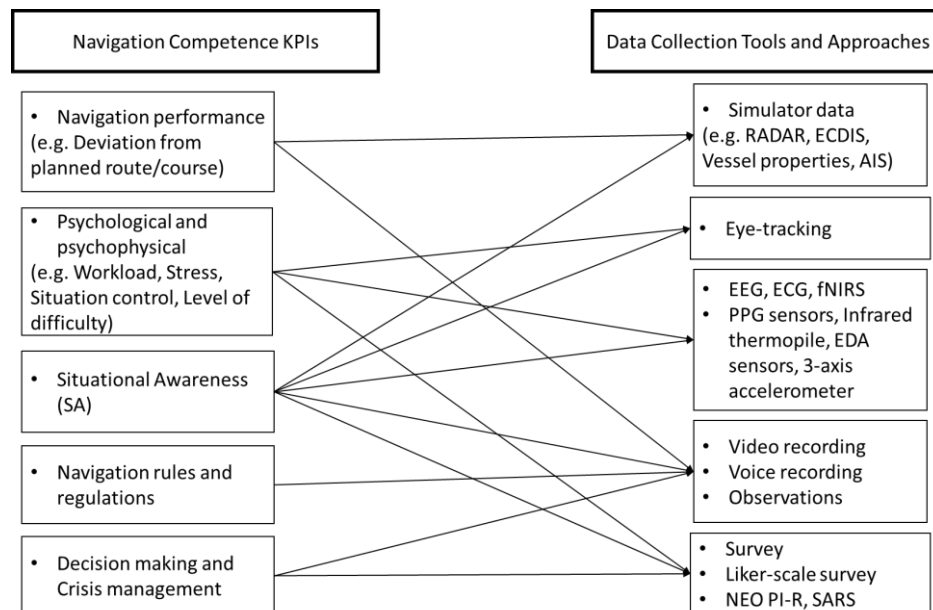 Navigation Competence KPIs
Data Collection Tools and Approaches
• Navigation performance
(e.g. Deviation from
planned route/course)
• Psychological and
psychophysical
(e.g. Workload, Stress,
Situation control, Level of
difficulty)
• Situational Awareness
(SA)
• Navigation rules and
regulations
• Decision making and
Crisis management
• Simulator data
(e.g. RADAR, ECDIS,
Vessel properties, AIS)
• Eye-tracking
• EEG, ECG, fNIRS
• PPG sensors, Infrared
thermopile, EDA
sensors, 3-axis
accelerometer
• Video recording
• Voice recording
• Observations
• Survey
• Liker-scale survey
• NEO PI-R, SARS